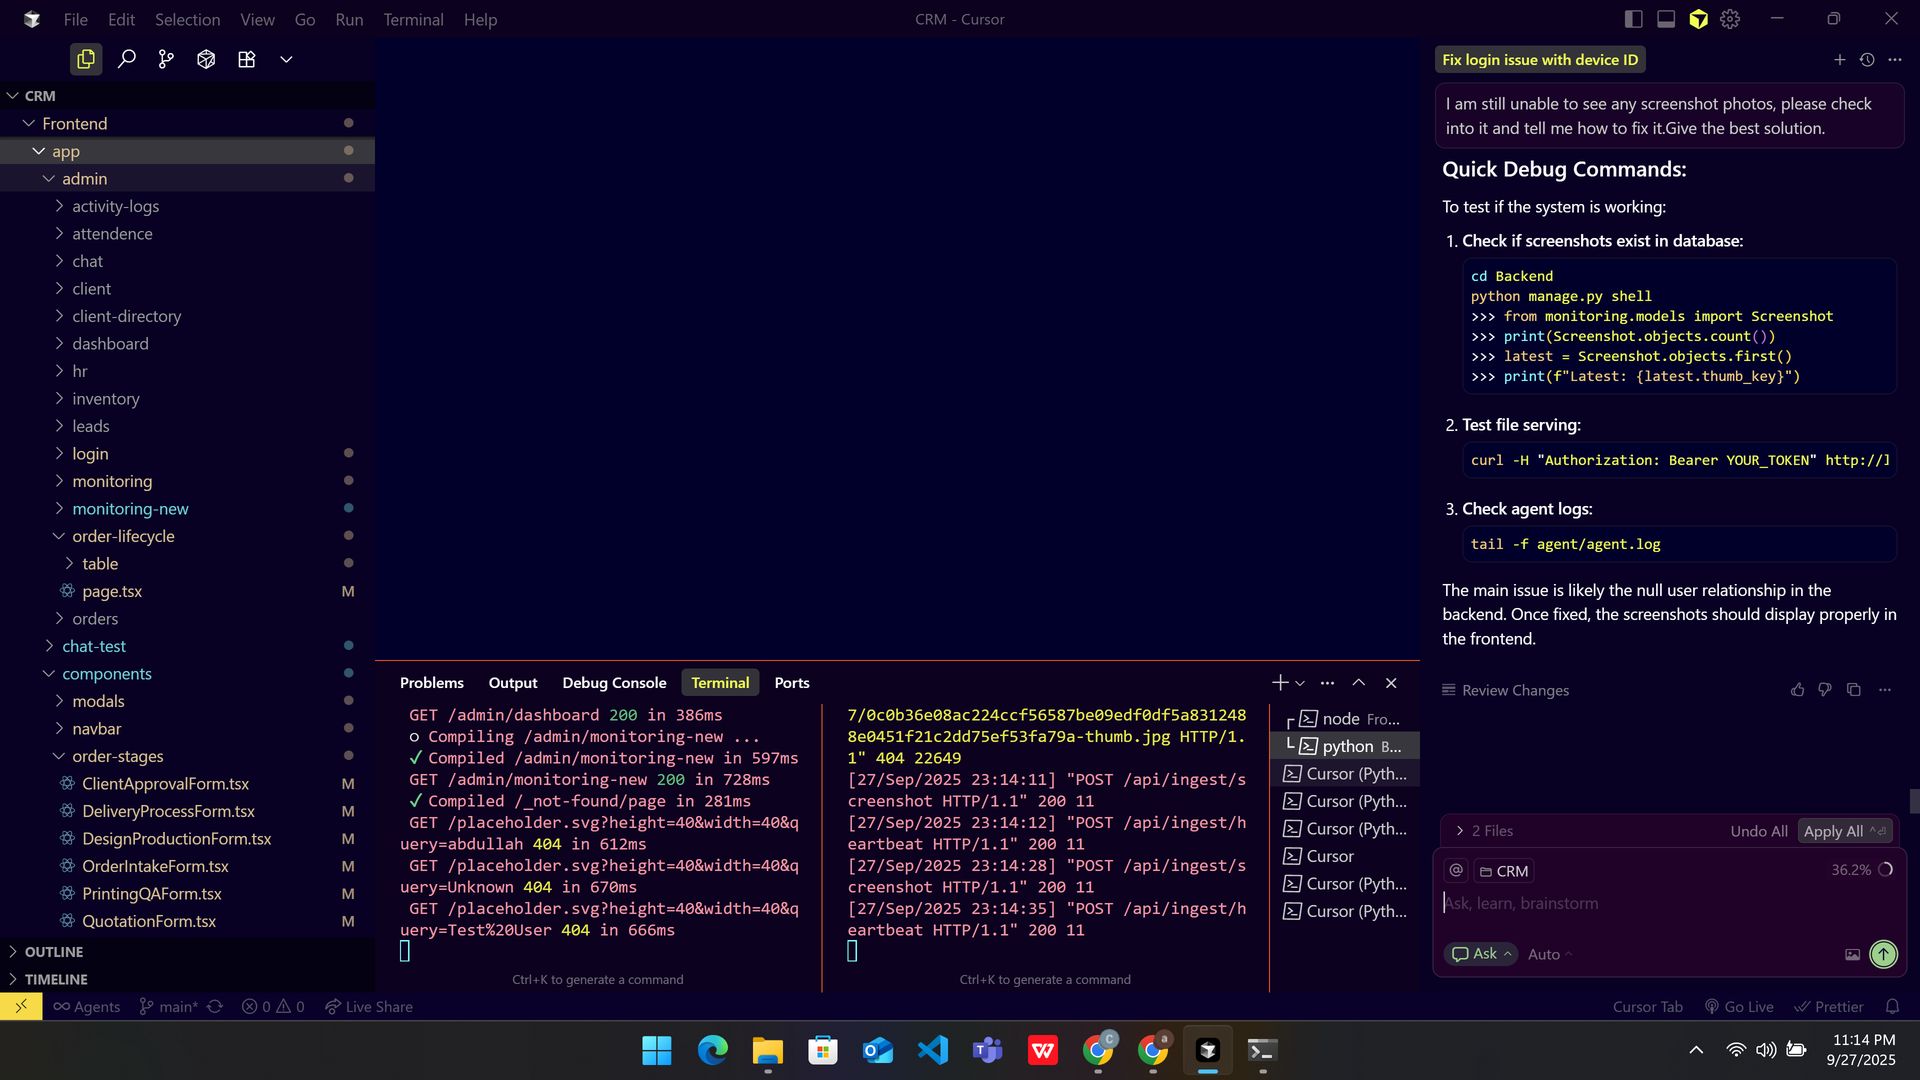 File Edit Selection View Go Run Terminal Help
CRM - Cursor
CRM
Frontend
app
admin
activity-logs
attendence
chat
client
client-directory
dashboard
hr
inventory
leads
login
monitoring
monitoring-new
order-lifecycle
table
page.tsx M
orders
chat-test
components
modals
navbar
order-stages
ClientApprovalForm.tsx M
DeliveryProcessForm.tsx M
DesignProductionForm.tsx M
OrderIntakeForm.tsx M
PrintingQAForm.tsx M
QuotationForm.tsx M
OUTLINE
TIMELINE
Problems Output Debug Console Terminal Ports
GET /admin/dashboard 200 in 386ms
○ Compiling /admin/monitoring-new ...
✓ Compiled /admin/monitoring-new in 597ms
GET /admin/monitoring-new 200 in 728ms
✓ Compiled /_not-found/page in 281ms
GET /placeholder.svg?height=40&width=40&q
uery=abdullah 404 in 612ms
GET /placeholder.svg?height=40&width=40&q
uery=Unknown 404 in 670ms
GET /placeholder.svg?height=40&width=40&q
uery=Test%20User 404 in 666ms
Ctrl+K to generate a command
7/0c0b36e08ac224ccf56587be09edf0df5a831248
8e0451f21c2dd75ef53fa79a-thumb.jpg HTTP/1.
1" 404 22649
[27/Sep/2025 23:14:11] "POST /api/ingest/s
creenshot HTTP/1.1" 200 11
[27/Sep/2025 23:14:12] "POST /api/ingest/h
eartbeat HTTP/1.1" 200 11
[27/Sep/2025 23:14:28] "POST /api/ingest/s
creenshot HTTP/1.1" 200 11
[27/Sep/2025 23:14:35] "POST /api/ingest/h
eartbeat HTTP/1.1" 200 11
Ctrl+K to generate a command
node Fro...
python B...
Cursor (Pyth...
Cursor (Pyth...
Cursor (Pyth...
Cursor
Cursor (Pyth...
Cursor (Pyth...
Fix login issue with device ID
I am still unable to see any screenshot photos, please check
into it and tell me how to fix it.Give the best solution.
Quick Debug Commands:
To test if the system is working:
1. Check if screenshots exist in database:
cd Backend
python manage.py shell
>>> from monitoring.models import Screenshot
>>> print(Screenshot.objects.count())
>>> latest = Screenshot.objects.first()
>>> print(f"Latest: {latest.thumb_key}")
2. Test file serving:
curl -H "Authorization: Bearer YOUR_TOKEN" http://l
3. Check agent logs:
tail -f agent/agent.log
The main issue is likely the null user relationship in the
backend. Once fixed, the screenshots should display properly in
the frontend.
Review Changes
2 Files Undo All Apply All
@ CRM 36.2%
Ask, learn, brainstorm
Ask Auto
Agents main* 0 0 Live Share
Cursor Tab Go Live Prettier
11:14 PM
9/27/2025